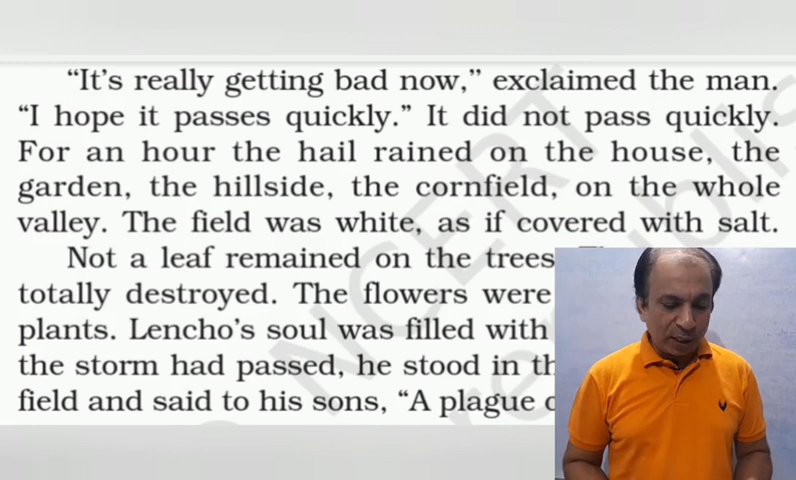 “It’s really getting bad now,” exclaimed the man.
“I hope it passes quickly.” It did not pass quickly.
For an hour the hail rained on the house, the
garden, the hillside, the cornfield, on the whole
valley. The field was white, as if covered with salt.
Not a leaf remained on the trees.
totally destroyed. The flowers were
plants. Lencho’s soul was filled with
the storm had passed, he stood in
field and said to his sons, “A plague
NCERT